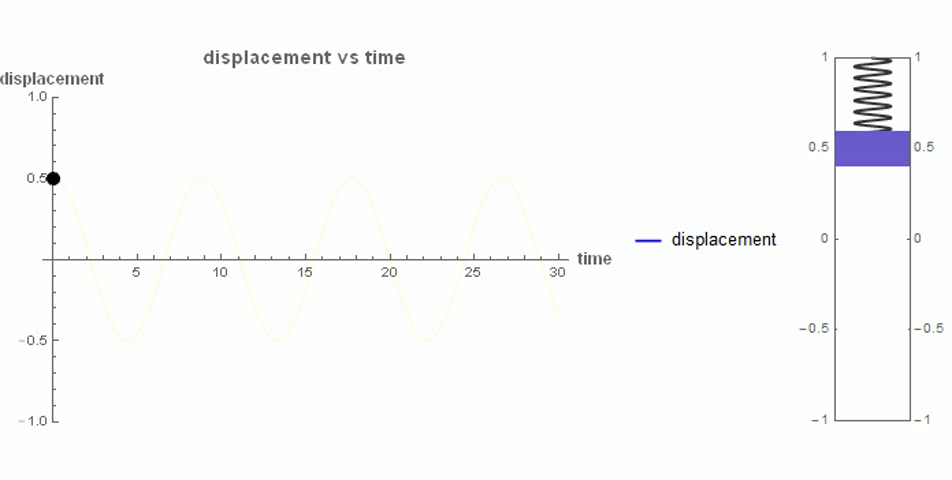 displacement vs time
displacement
1.0
0.5
-0.5
-1.0
5 10 15 20 25 30
time
displacement
1 1
0.5 0.5
0 0
-0.5 -0.5
-1 -1